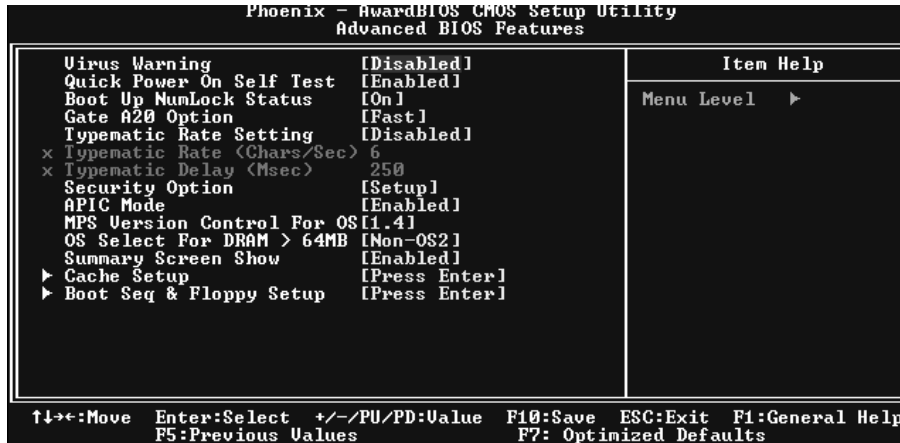 Phoenix - AwardBIOS CMOS Setup Utility
Advanced BIOS Features
Virus Warning [Disabled]
Quick Power On Self Test [Enabled]
Boot Up NumLock Status [On]
Gate A20 Option [Fast]
Typematic Rate Setting [Disabled]
x Typematic Rate (Chars/Sec) 6
x Typematic Delay (Msec) 250
Security Option [Setup]
APIC Mode [Enabled]
MPS Version Control For OS[1.4]
OS Select For DRAM > 64MB [Non-OS2]
Summary Screen Show [Enabled]
► Cache Setup [Press Enter]
► Boot Seq & Floppy Setup [Press Enter]
Item Help
Menu Level ►
↑↓→←:Move Enter:Select +/-/PU/PD:Value F10:Save ESC:Exit F1:General Help
F5:Previous Values F7: Optimized Defaults